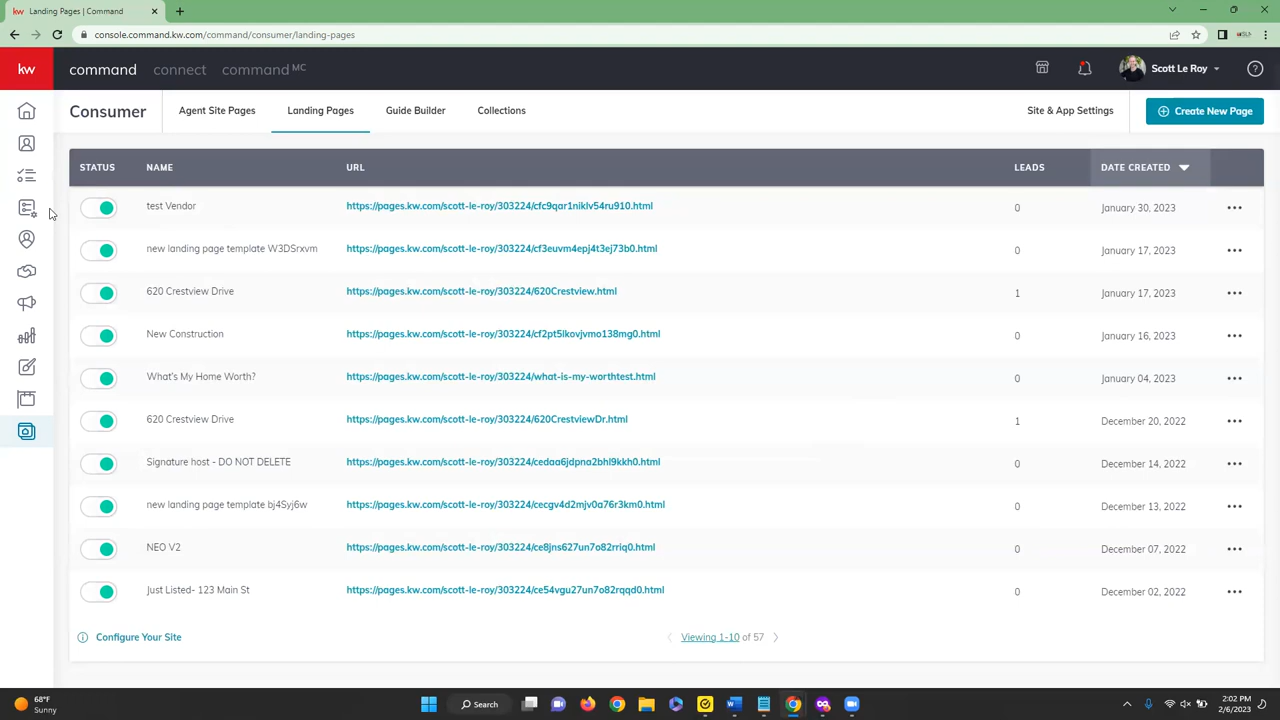 Landing Pages | Command
console.command.kw.com/command/consumer/landing-pages
kw command connect command MC Scott Le Roy
Consumer Agent Site Pages Landing Pages Guide Builder Collections Site & App Settings Create New Page
STATUS NAME URL LEADS DATE CREATED
test Vendor https://pages.kw.com/scott-le-roy/303224/cfc9qar1niklv54ru910.html 0 January 30, 2023
new landing page template W3DSrxvm https://pages.kw.com/scott-le-roy/303224/cf3euvm4epj4t3ej73b0.html 0 January 17, 2023
620 Crestview Drive https://pages.kw.com/scott-le-roy/303224/620Crestview.html 1 January 17, 2023
New Construction https://pages.kw.com/scott-le-roy/303224/cf2pt5lkovjvmo138mg0.html 0 January 16, 2023
What's My Home Worth? https://pages.kw.com/scott-le-roy/303224/what-is-my-worthtest.html 0 January 04, 2023
620 Crestview Drive https://pages.kw.com/scott-le-roy/303224/620CrestviewDr.html 1 December 20, 2022
Signature host - DO NOT DELETE https://pages.kw.com/scott-le-roy/303224/cedaa6jdpna2bhl9kkh0.html 0 December 14, 2022
new landing page template bj4Syj6w https://pages.kw.com/scott-le-roy/303224/cecgv4d2mjv0a76r3km0.html 0 December 13, 2022
NEO V2 https://pages.kw.com/scott-le-roy/303224/ce8jns627un7o82rriq0.html 0 December 07, 2022
Just Listed- 123 Main St https://pages.kw.com/scott-le-roy/303224/ce54vgu27un7o82rqqd0.html 0 December 02, 2022
Configure Your Site Viewing 1-10 of 57
68°F
Sunny
Search
2:02 PM
2/6/2023